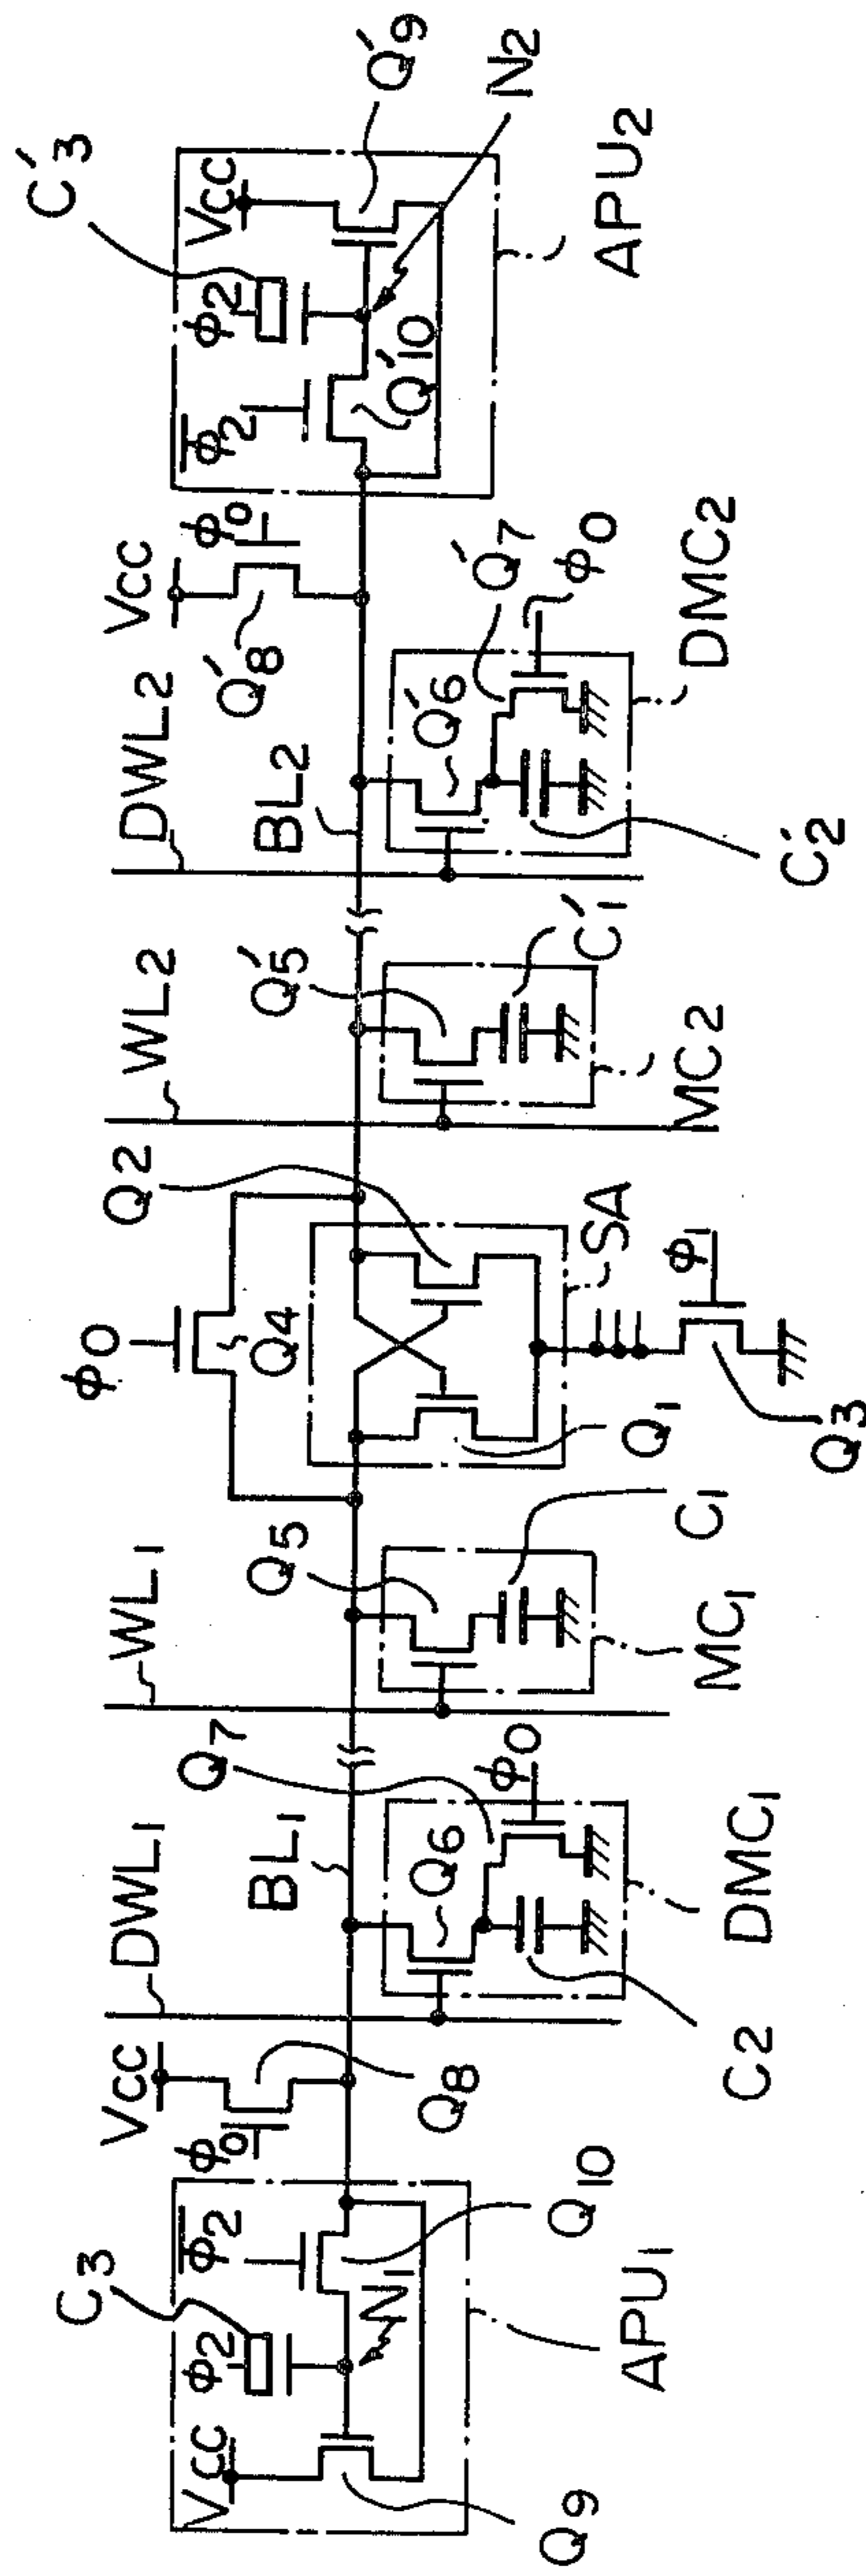 C3
Vcc
φ2
φ̅2
N1
Q9
Q10
APU1
Vcc
φ0
Q8
DWL1
BL1
Q7
Q6
φ0
C2
DMC1
WL1
Q5
C1
MC1
φ0
Q4
Q2
Q1
SA
φ1
Q3
WL2
Q'5
C'1
MC2
DWL2
BL2
Q'6
Q'7
φ0
C'2
DMC2
Vcc
φ0
Q'8
C'3
φ̅2
φ2
Vcc
Q'10
Q'9
N2
APU2